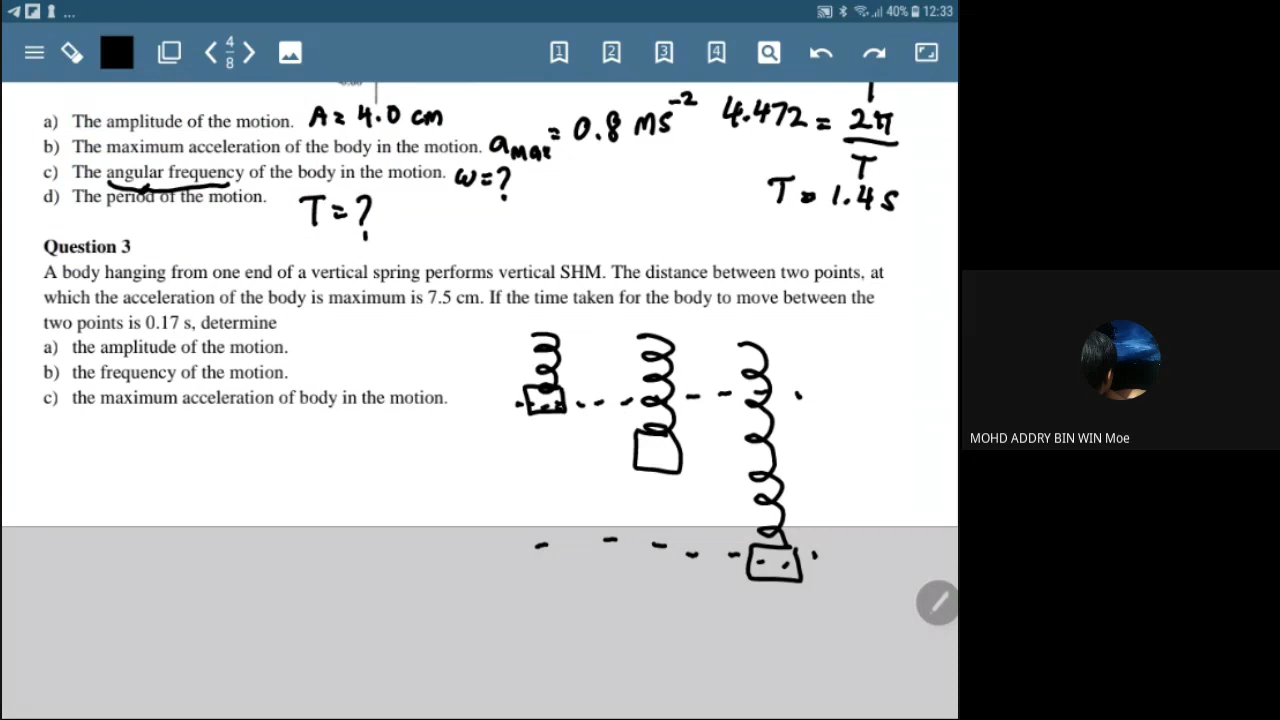 ... 40% 12:33
4
8
1 2 3 4
a) The amplitude of the motion. A = 4.0 cm
b) The maximum acceleration of the body in the motion. amax = 0.8 ms-2
4.472 = 2π
T
c) The angular frequency of the body in the motion. ω = ?
d) The period of the motion. T = ?
T = 1.4 s
Question 3
A body hanging from one end of a vertical spring performs vertical SHM. The distance between two points, at
which the acceleration of the body is maximum is 7.5 cm. If the time taken for the body to move between the
two points is 0.17 s, determine
a) the amplitude of the motion.
b) the frequency of the motion.
c) the maximum acceleration of body in the motion.
MOHD ADDRY BIN WIN Moe